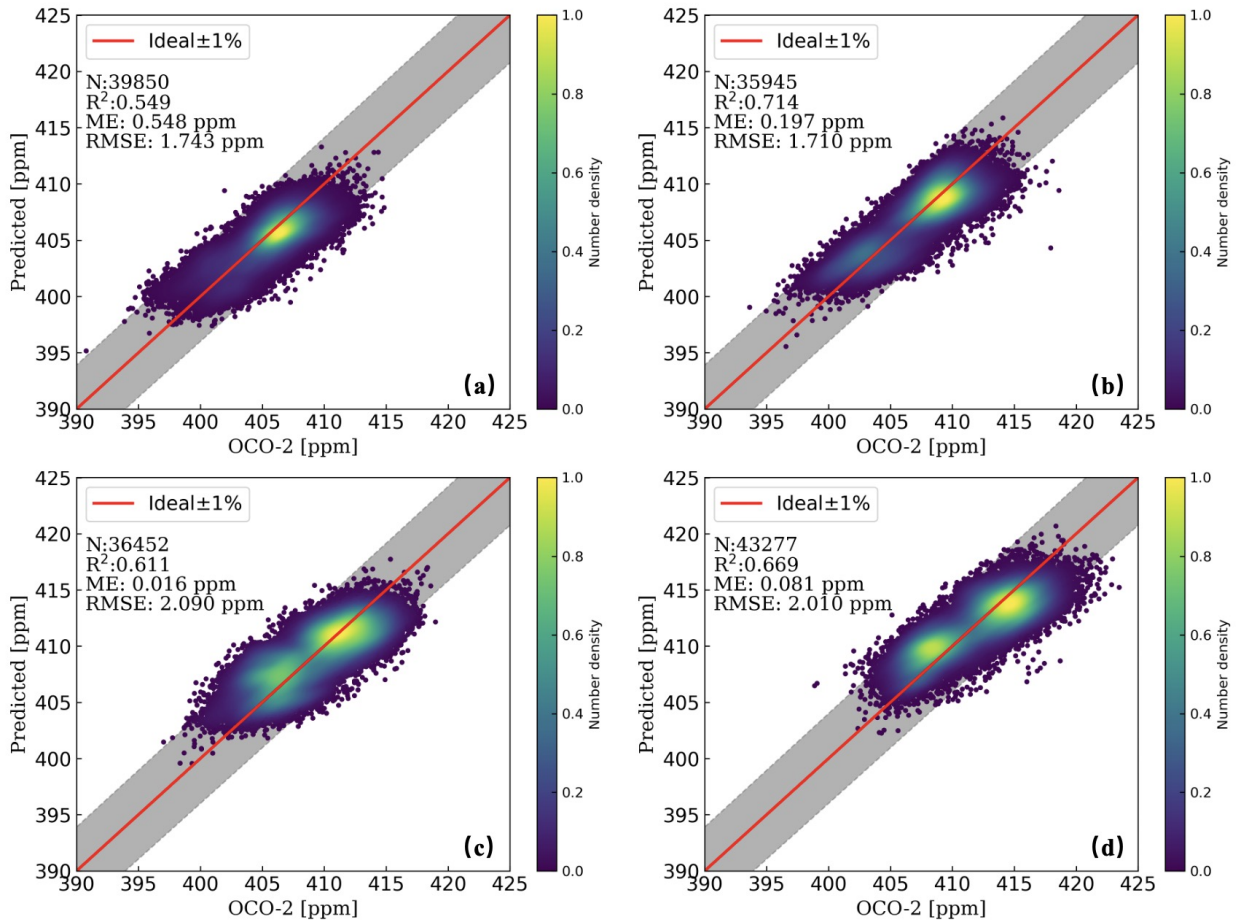 425
420
415
410
405
400
395
390
Predicted [ppm]
Ideal±1%
N:39850
R²:0.549
ME: 0.548 ppm
RMSE: 1.743 ppm
(a)
390 395 400 405 410 415 420 425
OCO-2 [ppm]
1.0
0.8
0.6
0.4
0.2
0.0
Number density
425
420
415
410
405
400
395
390
Predicted [ppm]
Ideal±1%
N:35945
R²:0.714
ME: 0.197 ppm
RMSE: 1.710 ppm
(b)
390 395 400 405 410 415 420 425
OCO-2 [ppm]
1.0
0.8
0.6
0.4
0.2
0.0
Number density
425
420
415
410
405
400
395
390
Predicted [ppm]
Ideal±1%
N:36452
R²:0.611
ME: 0.016 ppm
RMSE: 2.090 ppm
(c)
390 395 400 405 410 415 420 425
OCO-2 [ppm]
1.0
0.8
0.6
0.4
0.2
0.0
Number density
425
420
415
410
405
400
395
390
Predicted [ppm]
Ideal±1%
N:43277
R²:0.669
ME: 0.081 ppm
RMSE: 2.010 ppm
(d)
390 395 400 405 410 415 420 425
OCO-2 [ppm]
1.0
0.8
0.6
0.4
0.2
0.0
Number density